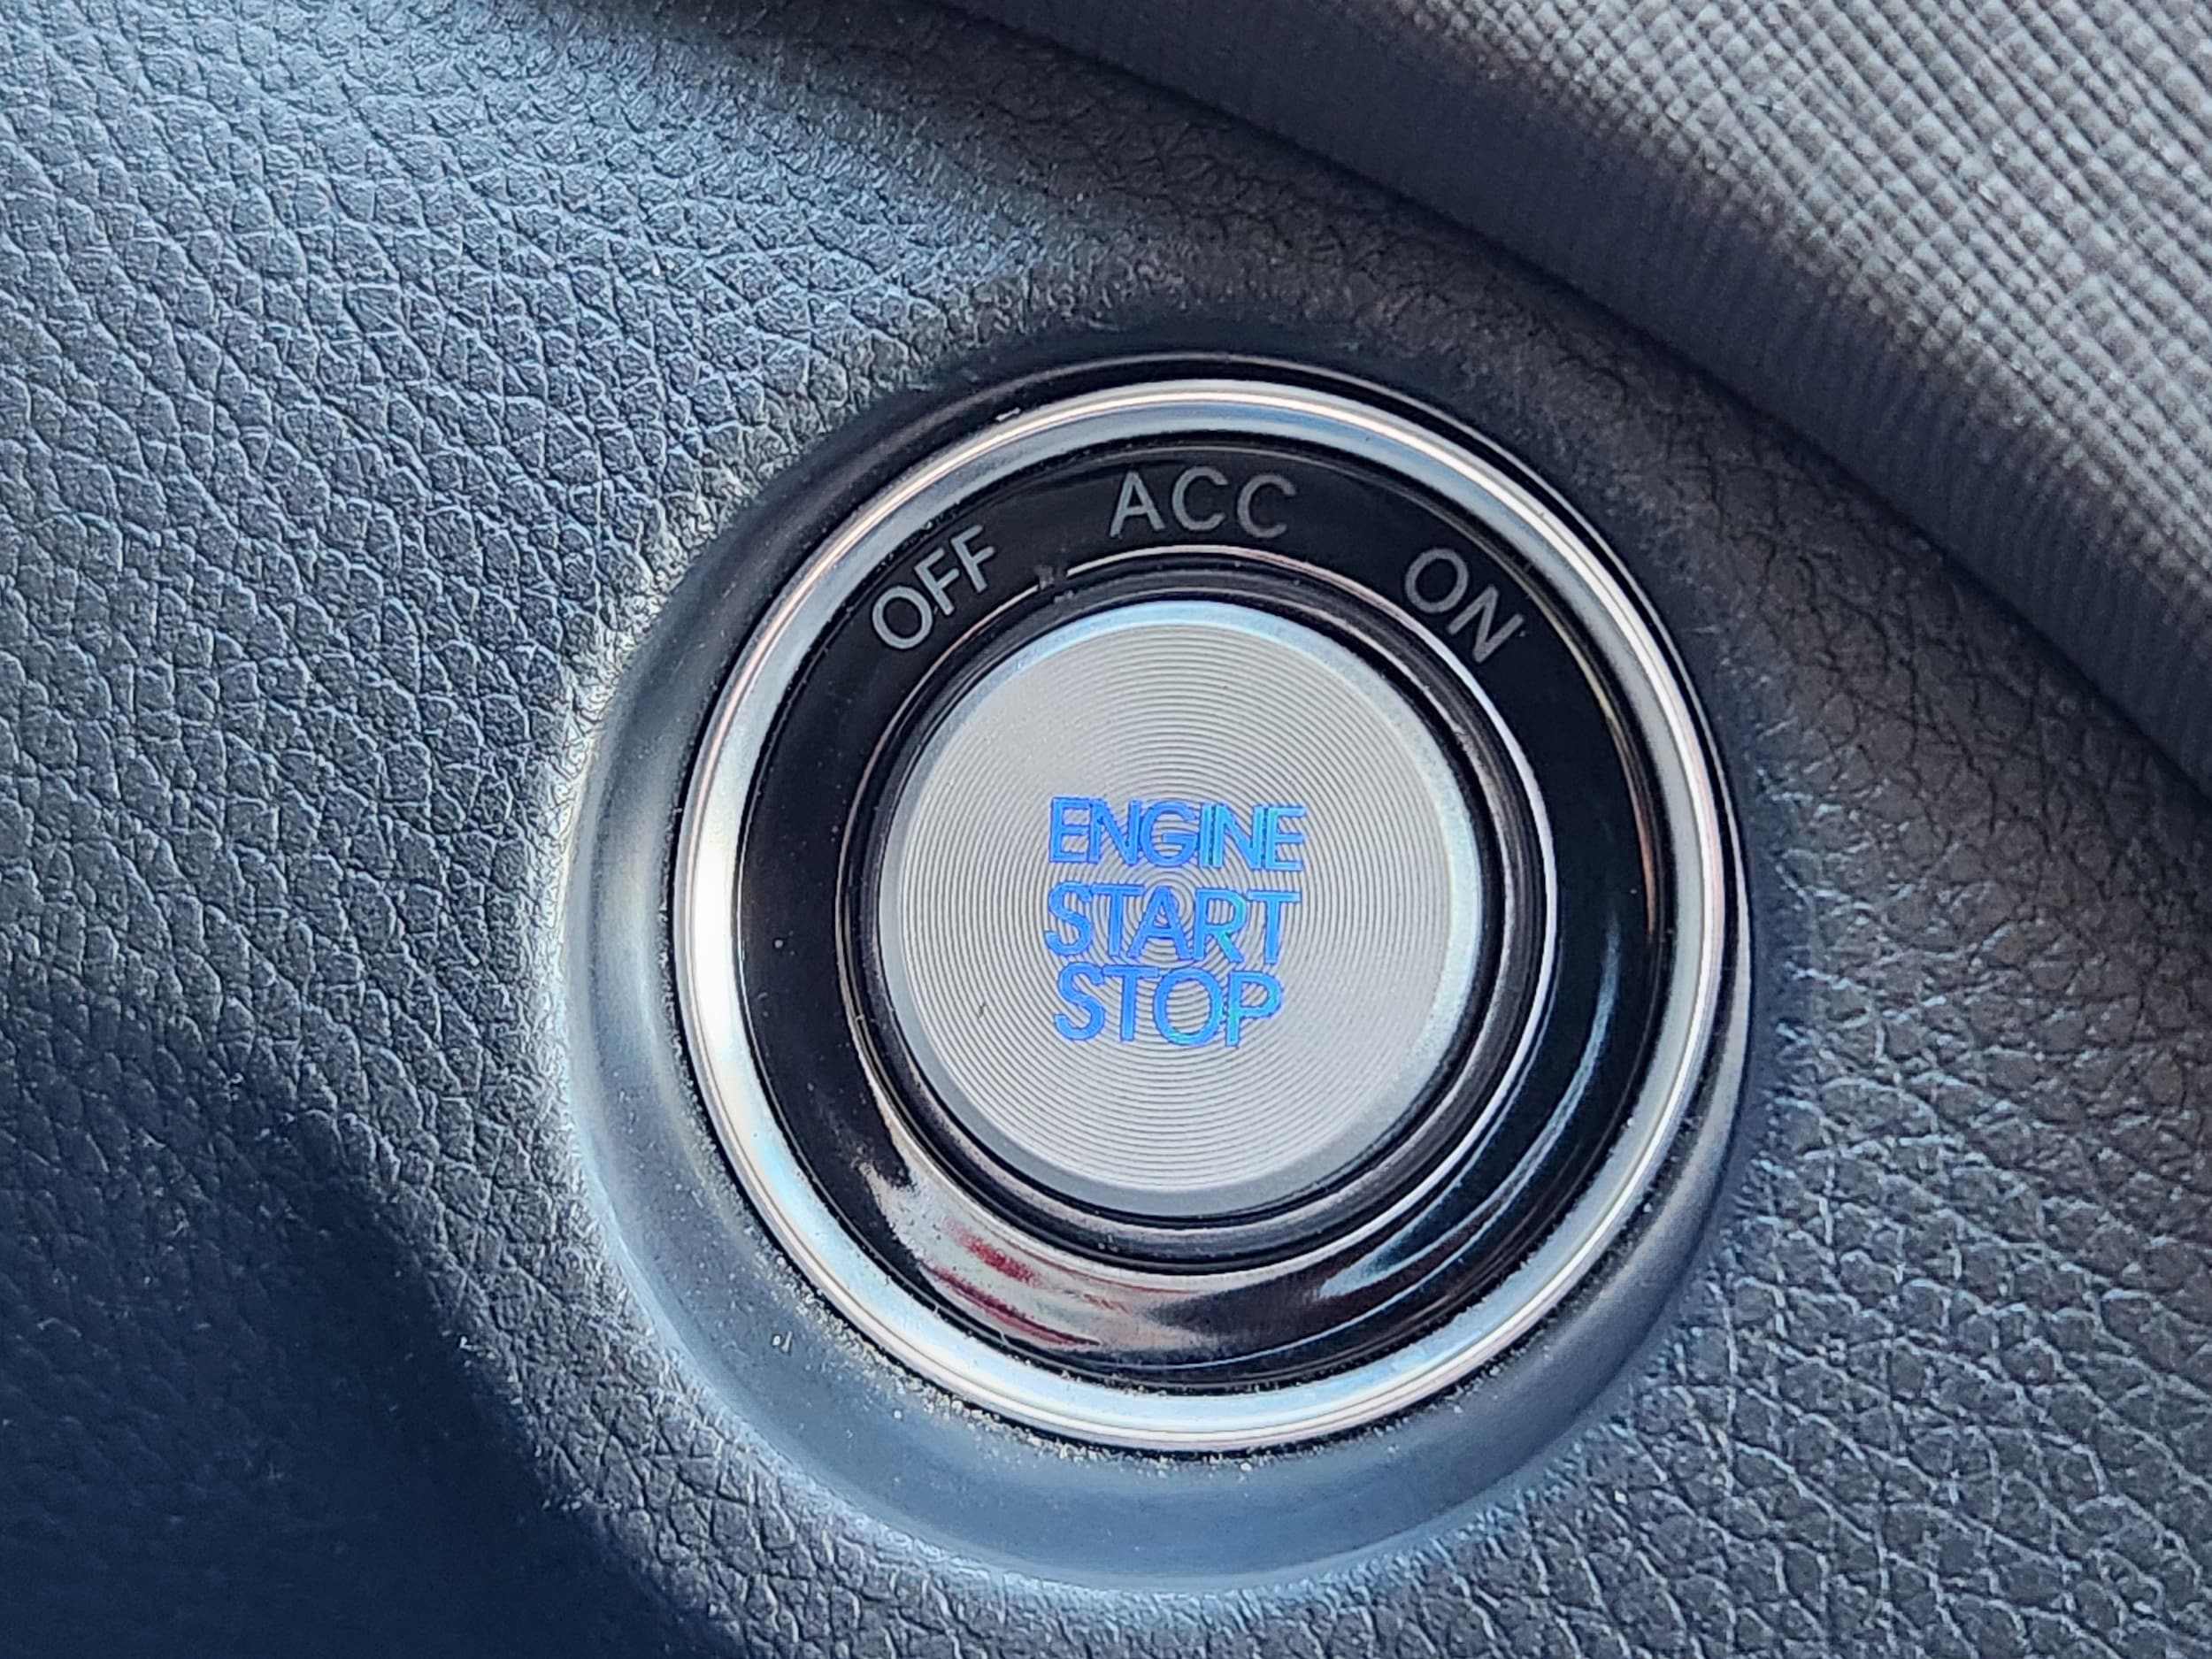 OFF ACC ON
ENGINE
START
STOP